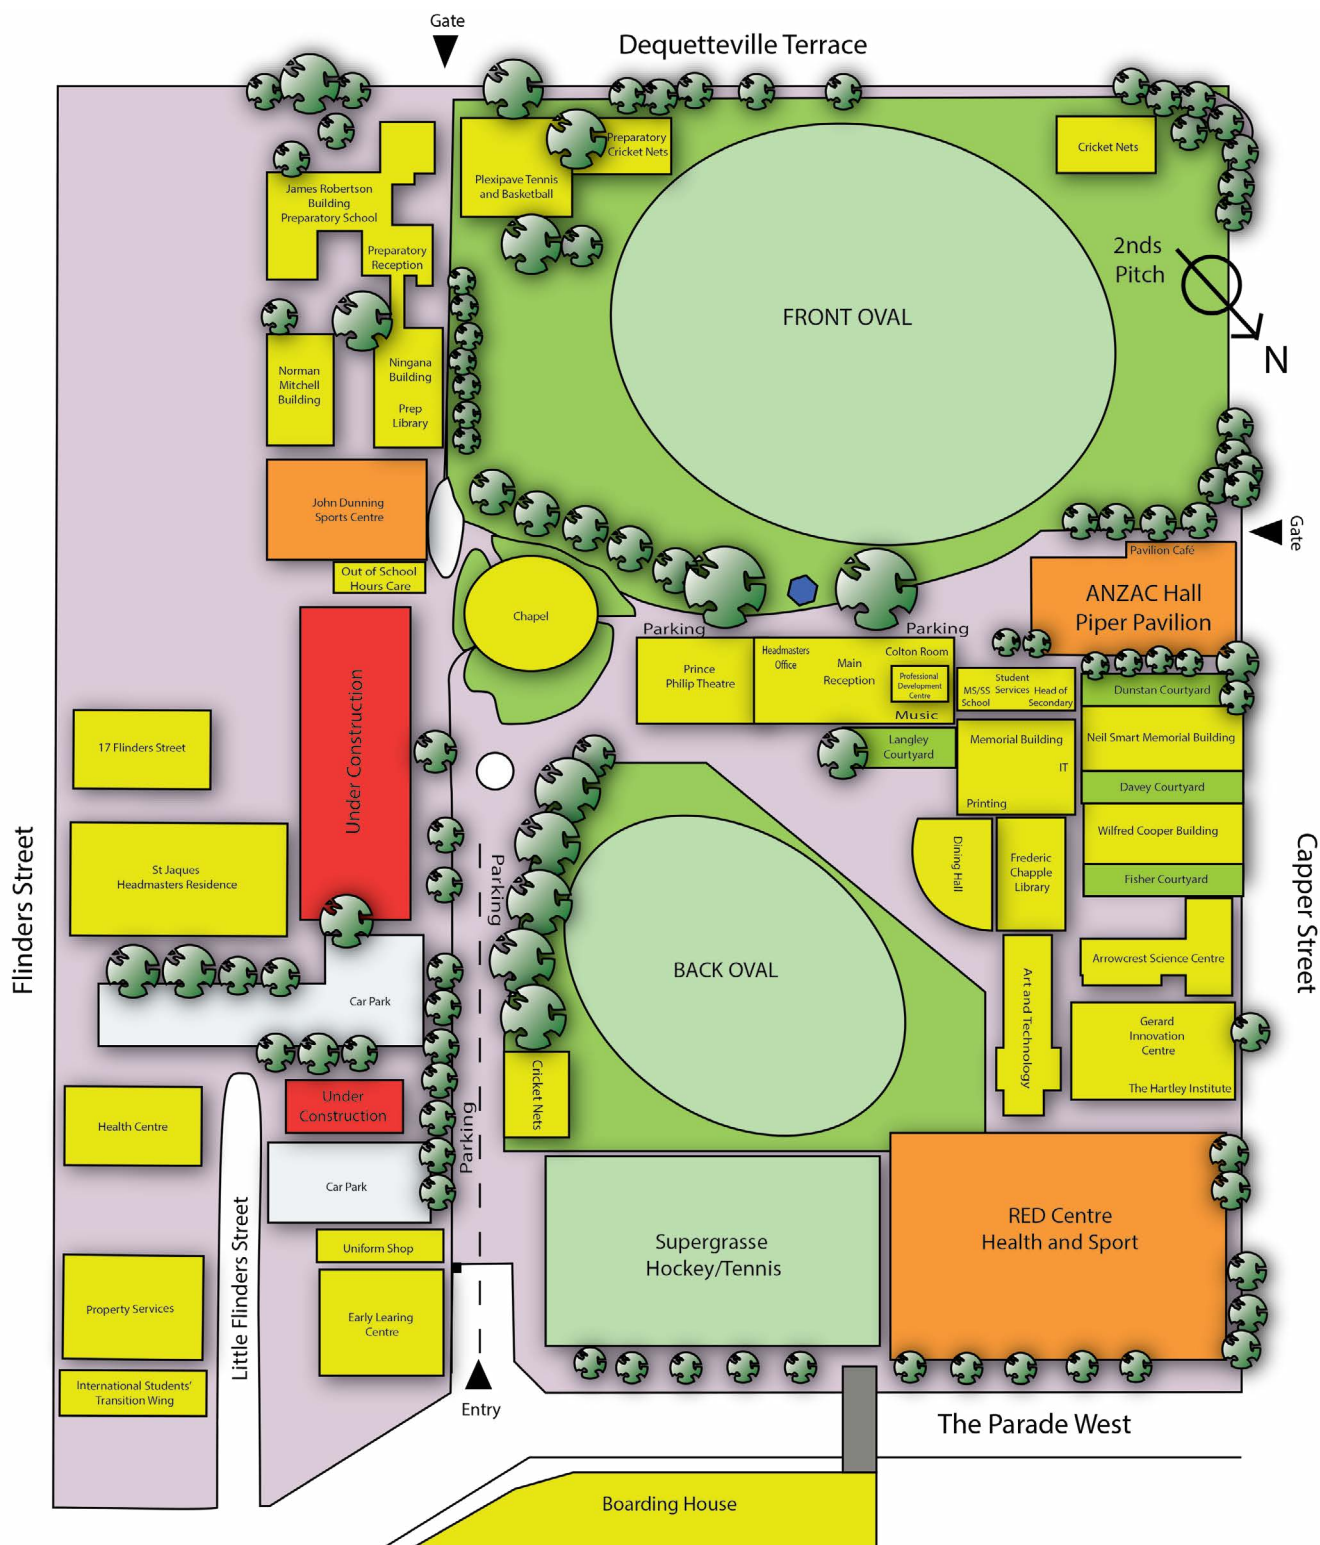 Gate
Dequetteville Terrace
Preparatory
Cricket Nets
Plexipave Tennis
and Basketball
Cricket Nets
James Robertson
Building
Preparatory School
Preparatory
Reception
2nds
Pitch
N
FRONT OVAL
Norman
Mitchell
Building
Ningana
Building
Prep
Library
John Dunning
Sports Centre
Out of School
Hours Care
Gate
Pavilion Café
ANZAC Hall
Piper Pavilion
Chapel
Parking
Parking
Prince
Philip Theatre
Headmasters
Office
Main
Reception
Colton Room
Professional
Development
Centre
Music
Student
Services
MS/SS
School
Head of
Secondary
Dunstan Courtyard
Langley
Courtyard
Memorial Building
IT
Printing
Neil Smart Memorial Building
Davey Courtyard
Wilfred Cooper Building
Fisher Courtyard
Under Construction
17 Flinders Street
St Jaques
Headmasters Residence
Flinders Street
Capper Street
Parking
Dining Hall
Frederic
Chapple
Library
BACK OVAL
Arrowcrest Science Centre
Art and Technology
Gerard
Innovation
Centre
The Hartley Institute
Car Park
Under
Construction
Cricket Nets
Parking
Health Centre
Car Park
Little Flinders Street
Uniform Shop
Supergrasse
Hockey/Tennis
RED Centre
Health and Sport
Property Services
Early Learing
Centre
International Students'
Transition Wing
Entry
The Parade West
Boarding House